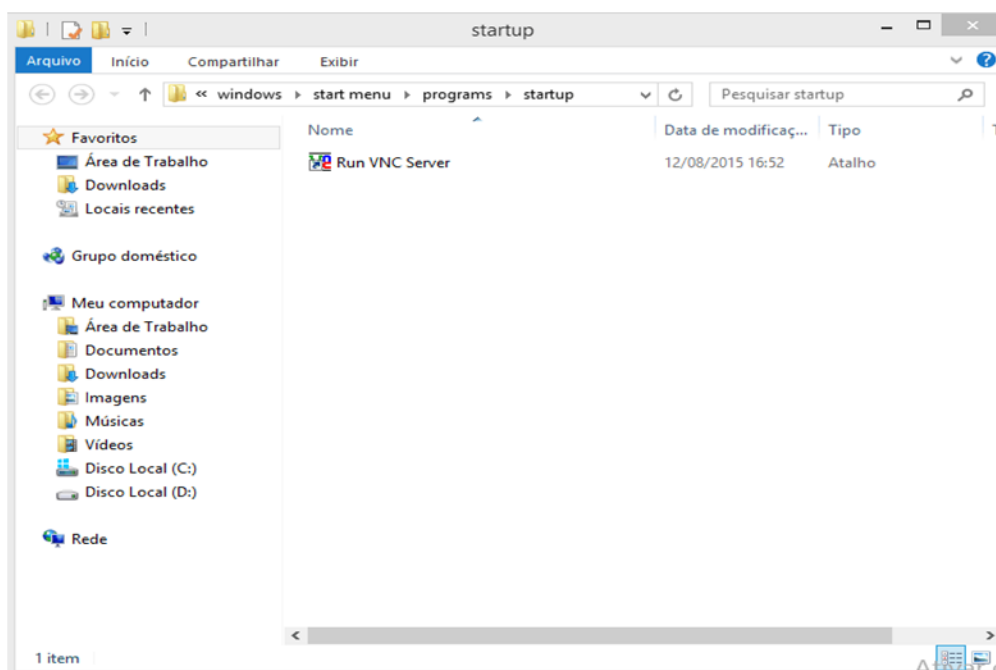 startup
Arquivo Início Compartilhar Exibir
« windows start menu programs startup Pesquisar startup
Nome Data de modificaç... Tipo
Run VNC Server 12/08/2015 16:52 Atalho
Favoritos
Área de Trabalho
Downloads
Locais recentes
Grupo doméstico
Meu computador
Área de Trabalho
Documentos
Downloads
Imagens
Músicas
Vídeos
Disco Local (C:)
Disco Local (D:)
Rede
1 item